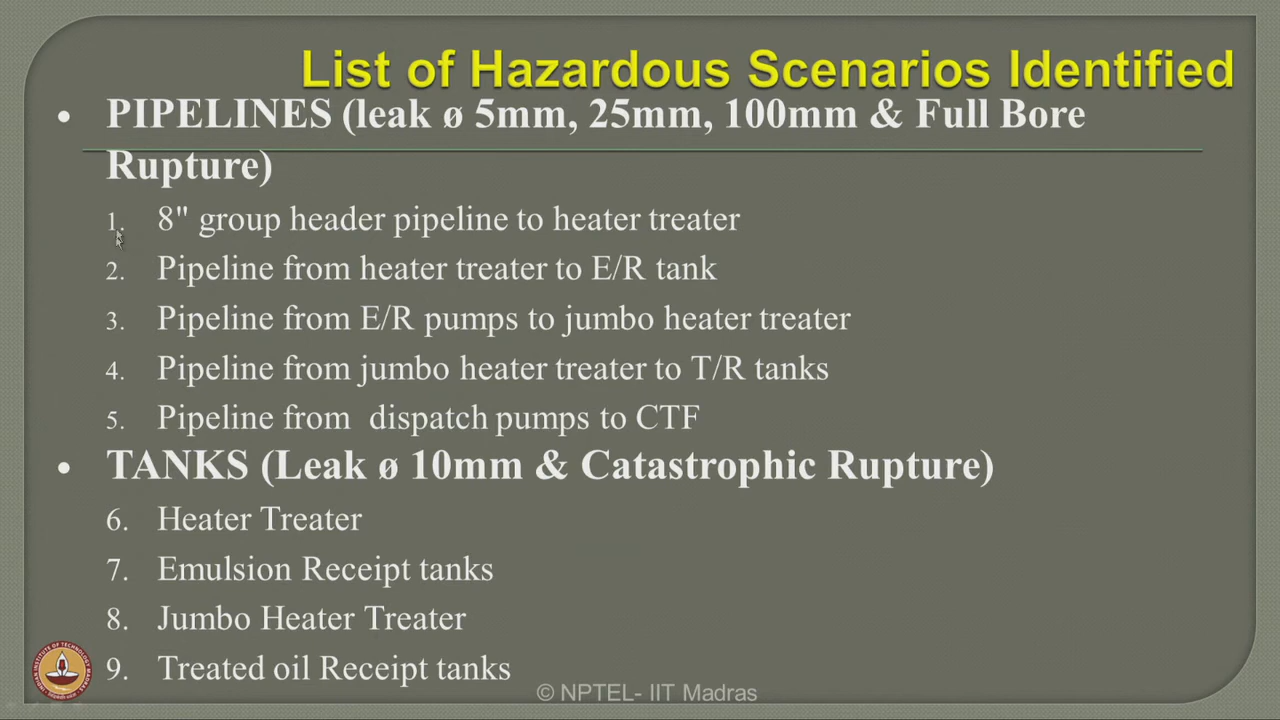 List of Hazardous Scenarios Identified
• PIPELINES (leak ø 5mm, 25mm, 100mm & Full Bore
Rupture)
1. 8" group header pipeline to heater treater
2. Pipeline from heater treater to E/R tank
3. Pipeline from E/R pumps to jumbo heater treater
4. Pipeline from jumbo heater treater to T/R tanks
5. Pipeline from dispatch pumps to CTF
• TANKS (Leak ø 10mm & Catastrophic Rupture)
6. Heater Treater
7. Emulsion Receipt tanks
8. Jumbo Heater Treater
9. Treated oil Receipt tanks
© NPTEL- IIT Madras